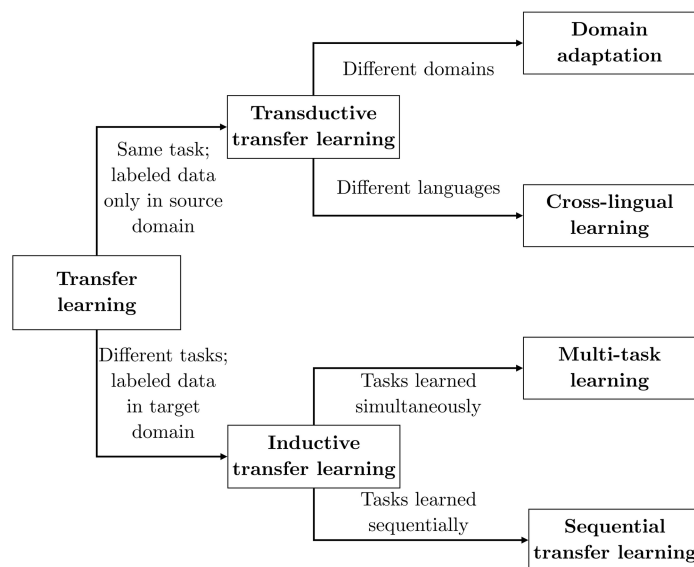 Domain
adaptation
Different domains
Transductive
transfer learning
Same task;
labeled data
only in source
domain
Different languages
Cross-lingual
learning
Transfer
learning
Different tasks;
labeled data
in target
domain
Multi-task
learning
Tasks learned
simultaneously
Inductive
transfer learning
Tasks learned
sequentially
Sequential
transfer learning